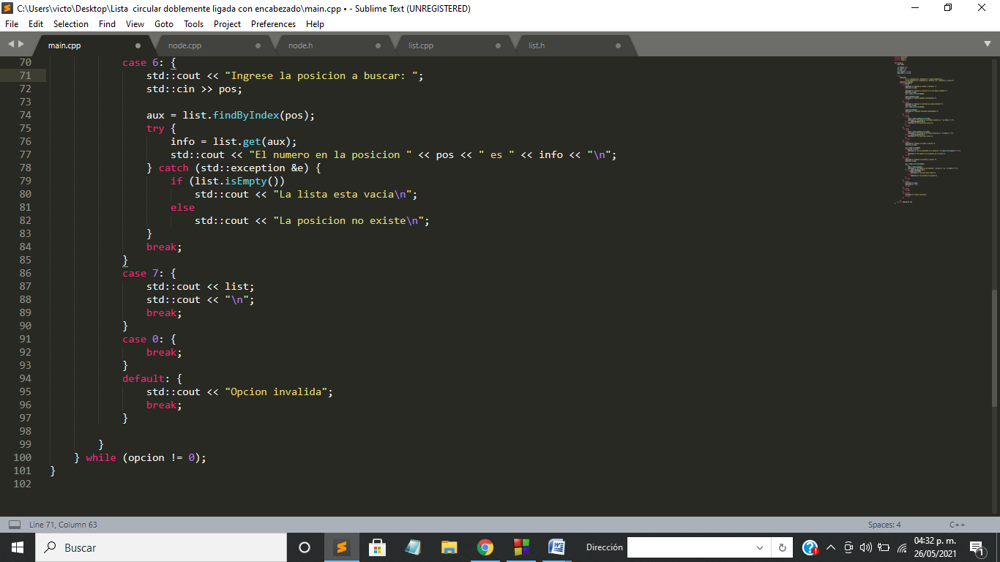 C:\Users\victo\Desktop\Lista  circular doblemente ligada con encabezado\main.cpp • - Sublime Text (UNREGISTERED)
File Edit Selection Find View Goto Tools Project Preferences Help
main.cpp node.cpp node.h list.cpp list.h
70 case 6: {
71 std::cout << "Ingrese la posicion a buscar: ";
72 std::cin >> pos;
73
74 aux = list.findByIndex(pos);
75 try {
76 info = list.get(aux);
77 std::cout << "El numero en la posicion " << pos << " es " << info << "\n";
78 } catch (std::exception &e) {
79 if (list.isEmpty())
80 std::cout << "La lista esta vacia\n";
81 else
82 std::cout << "La posicion no existe\n";
83 }
84 break;
85 }
86 case 7: {
87 std::cout << list;
88 std::cout << "\n";
89 break;
90 }
91 case 0: {
92 break;
93 }
94 default: {
95 std::cout << "Opcion invalida";
96 break;
97 }
98
99 }
100 } while (opcion != 0);
101 }
102
Line 71, Column 63 Spaces: 4 C++
Buscar Dirección 04:32 p. m.
26/05/2021 1